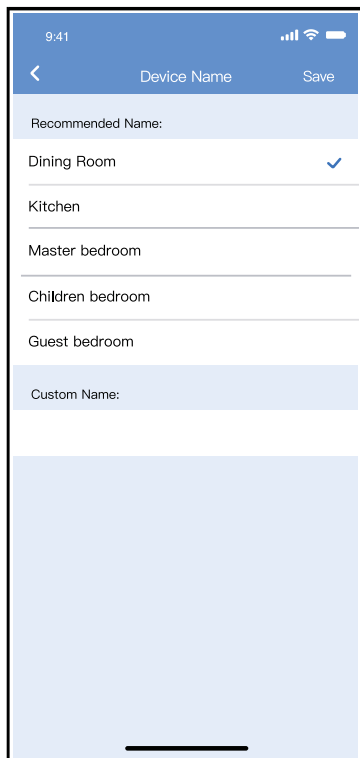 9:41
Device Name Save
Recommended Name:
Dining Room
Kitchen
Master bedroom
Children bedroom
Guest bedroom
Custom Name: